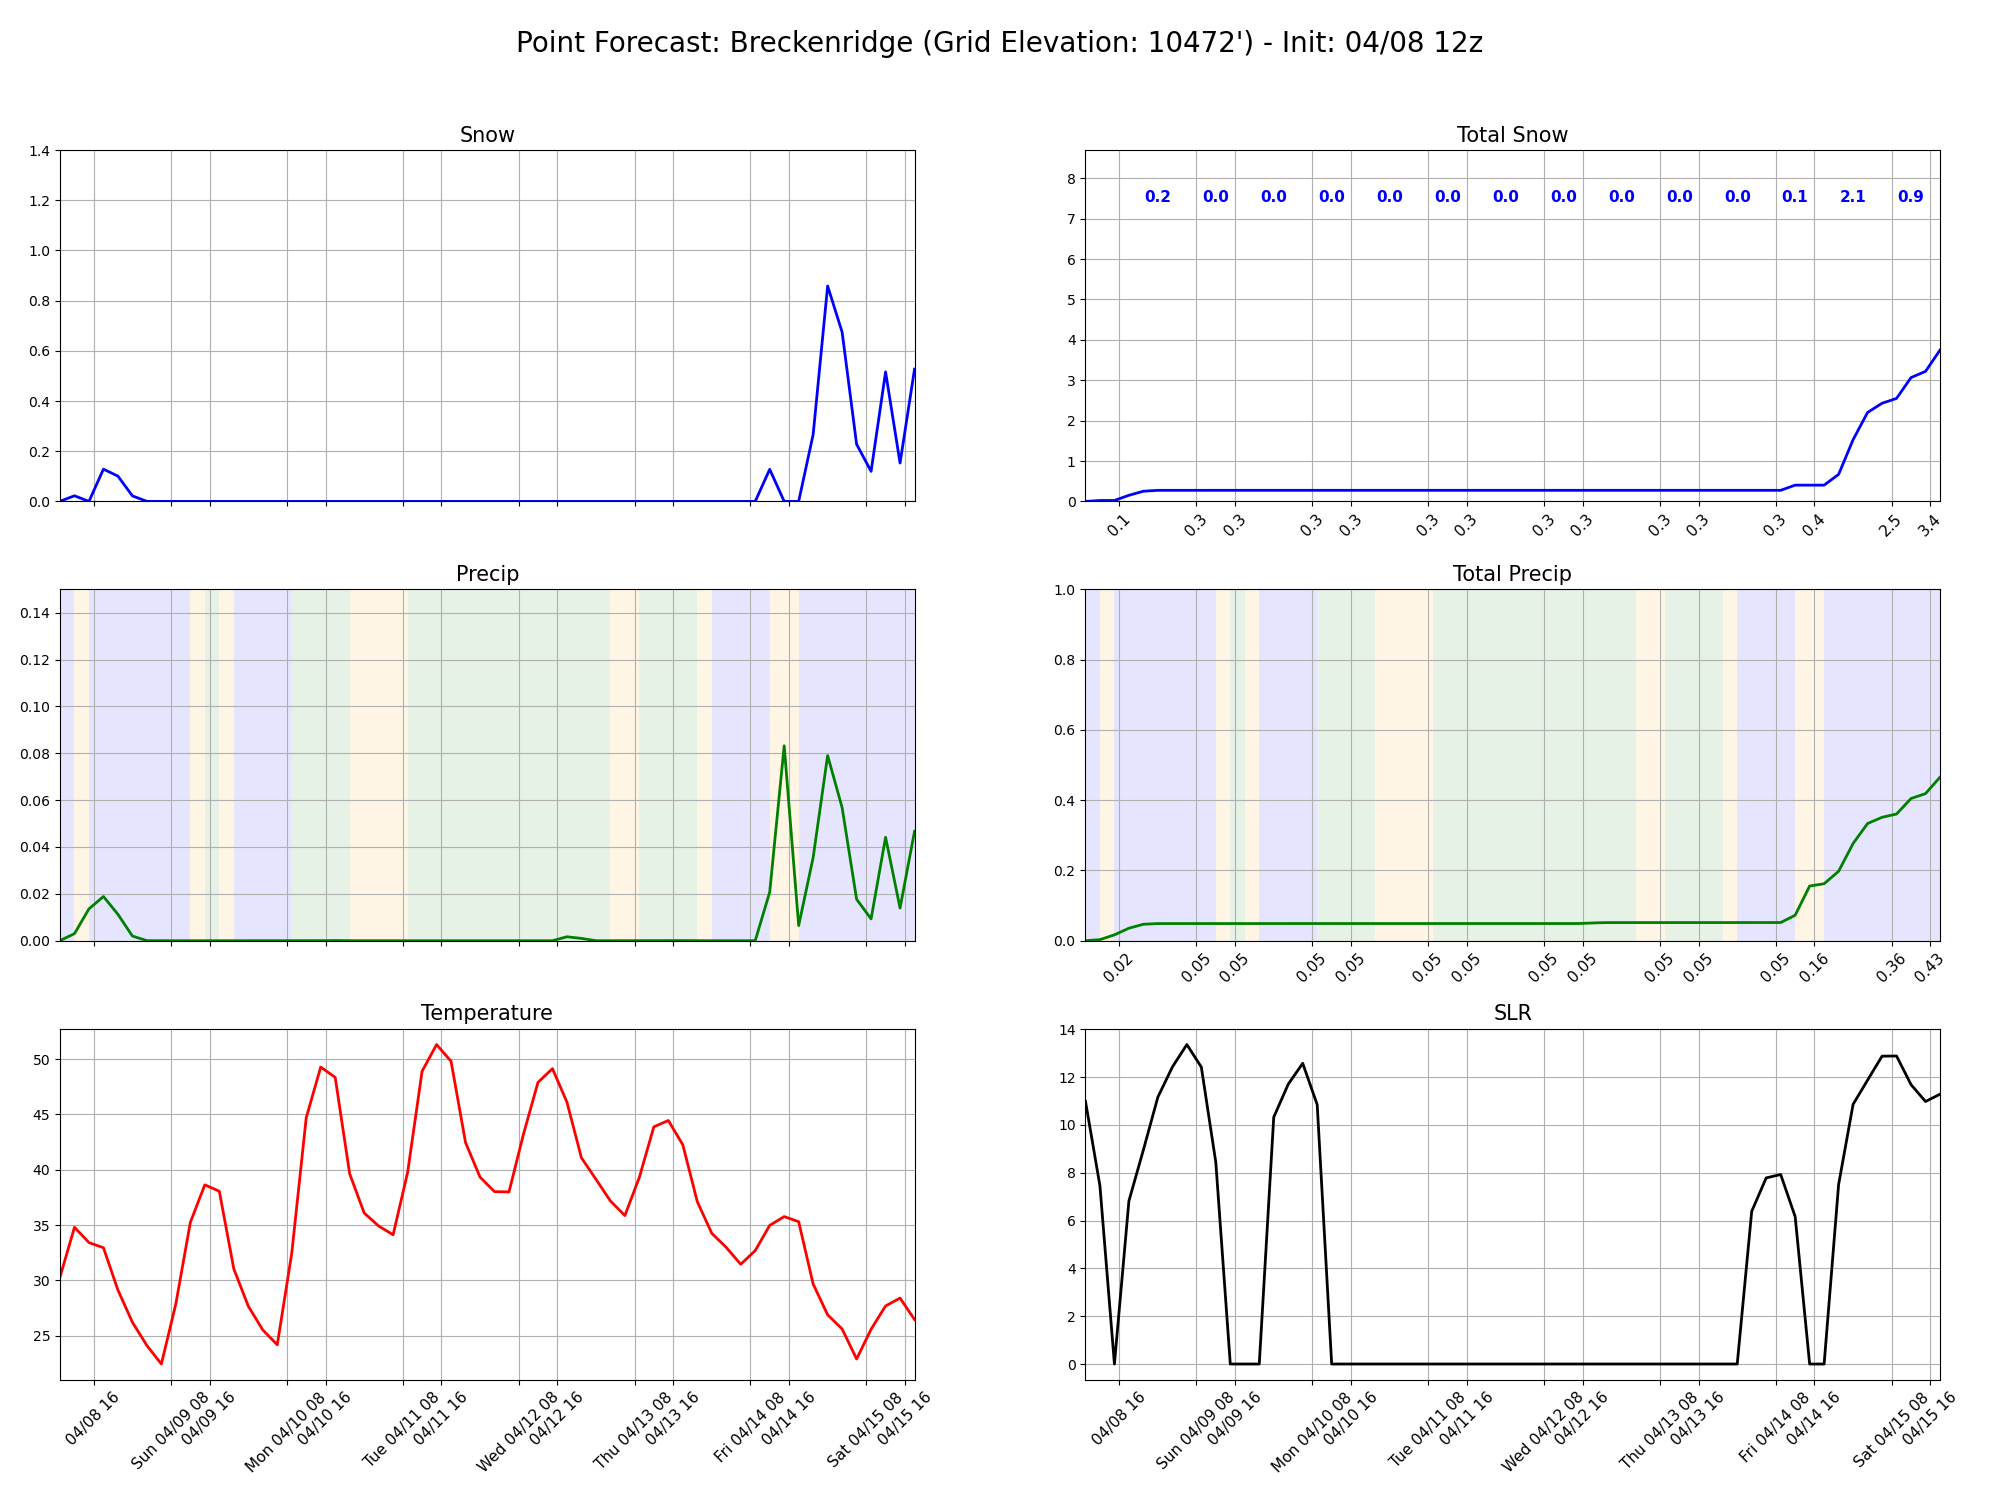 Point Forecast: Breckenridge (Grid Elevation: 10472') - Init: 04/08 12z
Snow
1.4
1.2
1.0
0.8
0.6
0.4
0.2
0.0
Total Snow
8
7
6
5
4
3
2
1
0
0.2 0.0 0.0 0.0 0.0 0.0 0.0 0.0 0.0 0.0 0.0 0.1 2.1 0.9
0.1 0.3 0.3 0.3 0.3 0.3 0.3 0.3 0.3 0.3 0.3 0.3 0.4 2.5 3.4
Precip
0.14
0.12
0.10
0.08
0.06
0.04
0.02
0.00
Total Precip
1.0
0.8
0.6
0.4
0.2
0.0
0.02 0.05 0.05 0.05 0.05 0.05 0.05 0.05 0.05 0.05 0.05 0.05 0.16 0.36 0.43
Temperature
50
45
40
35
30
25
04/08 16
Sun 04/09 08
04/09 16
Mon 04/10 08
04/10 16
Tue 04/11 08
04/11 16
Wed 04/12 08
04/12 16
Thu 04/13 08
04/13 16
Fri 04/14 08
04/14 16
Sat 04/15 08
04/15 16
SLR
14
12
10
8
6
4
2
0
04/08 16
Sun 04/09 08
04/09 16
Mon 04/10 08
04/10 16
Tue 04/11 08
04/11 16
Wed 04/12 08
04/12 16
Thu 04/13 08
04/13 16
Fri 04/14 08
04/14 16
Sat 04/15 08
04/15 16